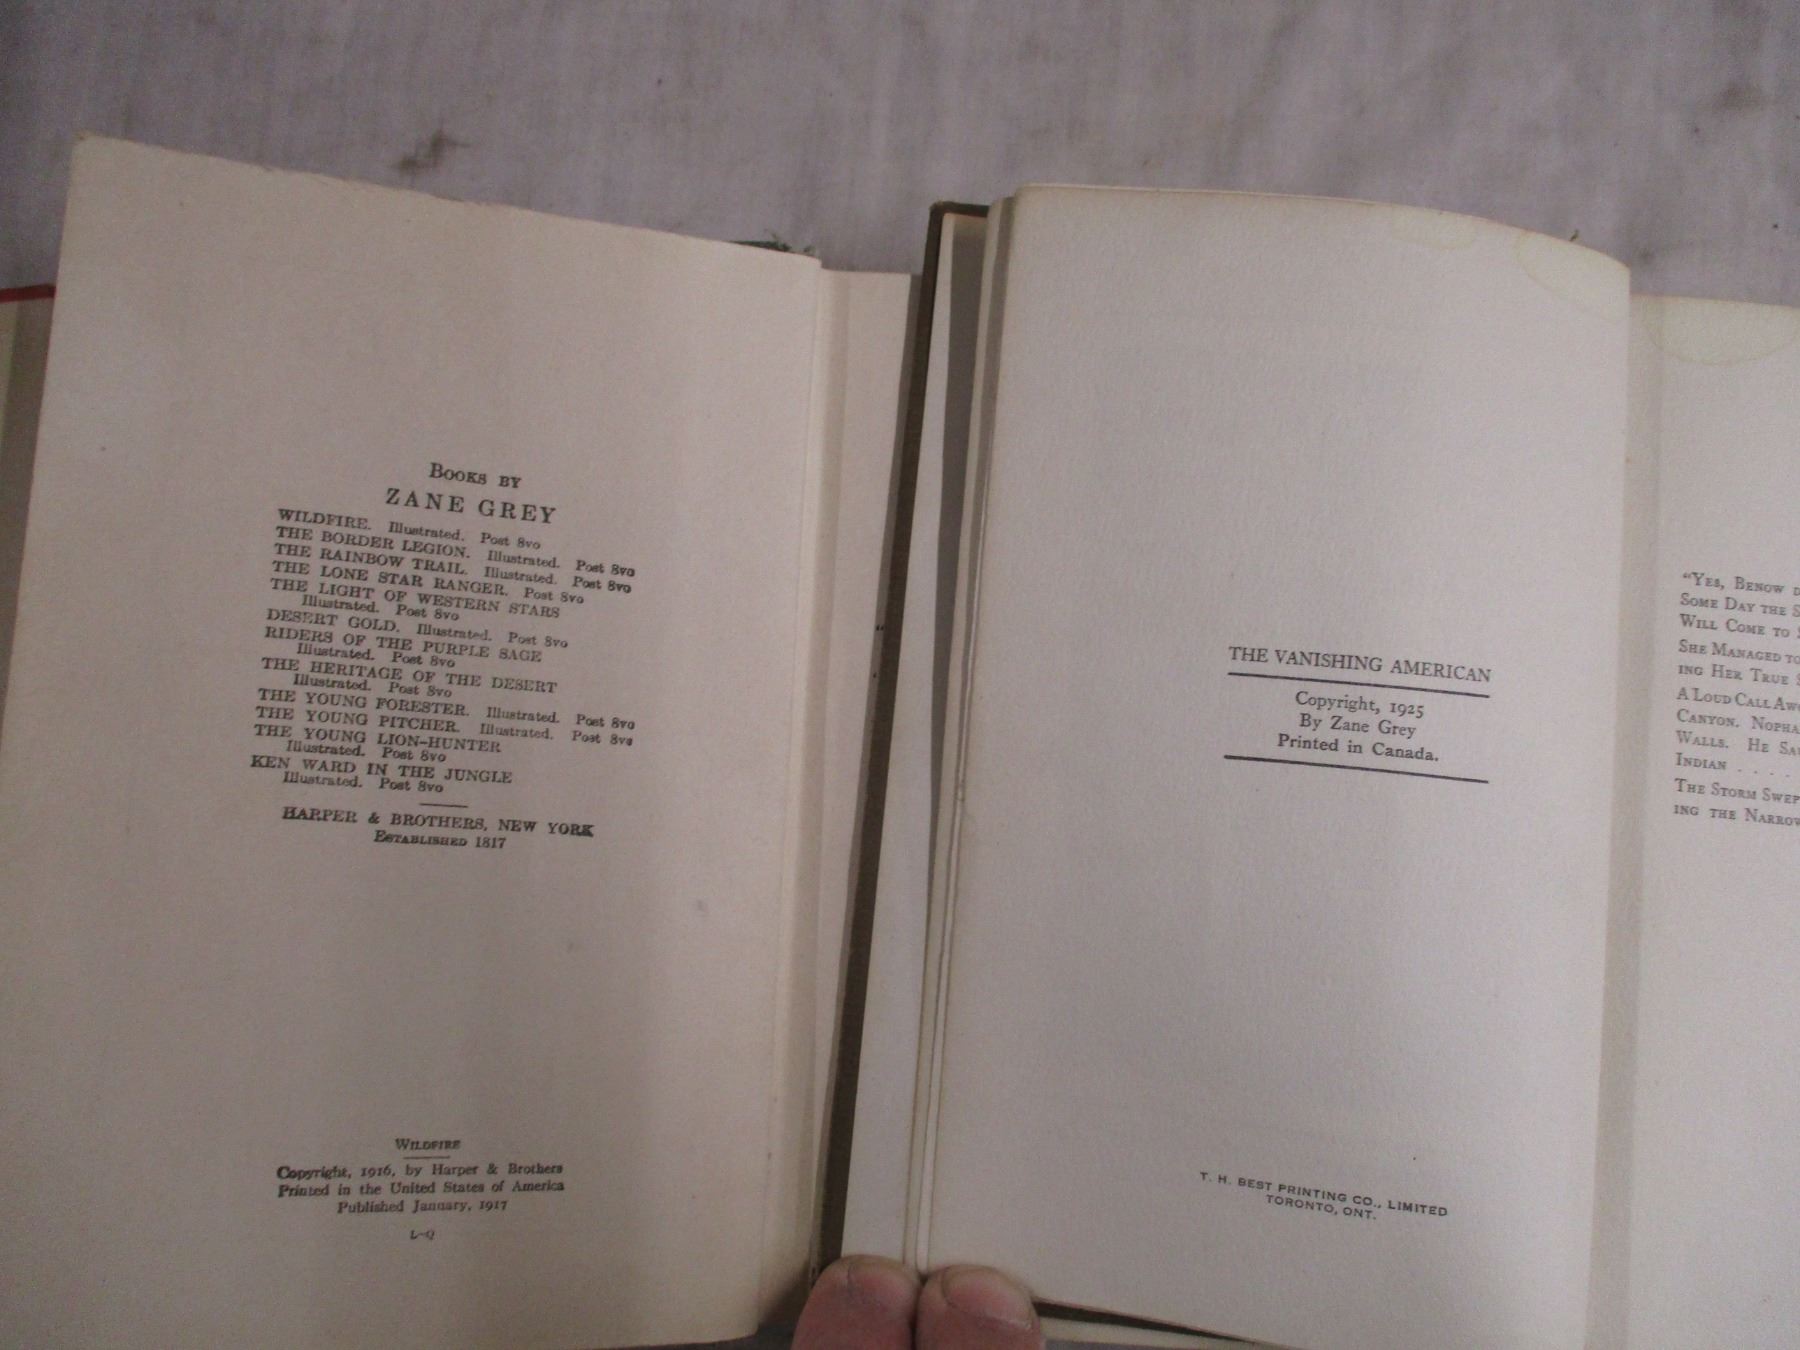 BOOKS BY
ZANE GREY
WILDFIRE. Illustrated. Post 8vo
THE BORDER LEGION. Illustrated. Post 8vo
THE RAINBOW TRAIL. Illustrated. Post 8vo
THE LONE STAR RANGER. Post 8vo
THE LIGHT OF WESTERN STARS
Illustrated. Post 8vo
DESERT GOLD. Illustrated. Post 8vo
RIDERS OF THE PURPLE SAGE
Illustrated. Post 8vo
THE HERITAGE OF THE DESERT
Illustrated. Post 8vo
THE YOUNG FORESTER. Illustrated. Post 8vo
THE YOUNG PITCHER. Illustrated. Post 8vo
THE YOUNG LION-HUNTER
Illustrated. Post 8vo
KEN WARD IN THE JUNGLE
Illustrated. Post 8vo
HARPER & BROTHERS, NEW YORK
ESTABLISHED 1817
WILDFIRE
Copyright, 1916, by Harper & Brothers
Printed in the United States of America
Published January, 1917
L-Q
THE VANISHING AMERICAN
Copyright, 1925
By Zane Grey
Printed in Canada.
T. H. BEST PRINTING CO., LIMITED
TORONTO, ONT.
"YES, BENOW
SOME DAY THE
WILL COME TO
SHE MANAGED TO
ING HER TRUE
A LOUD CALL
CANYON.
WALLS. HE
INDIAN . . . .
THE STORM
ING THE